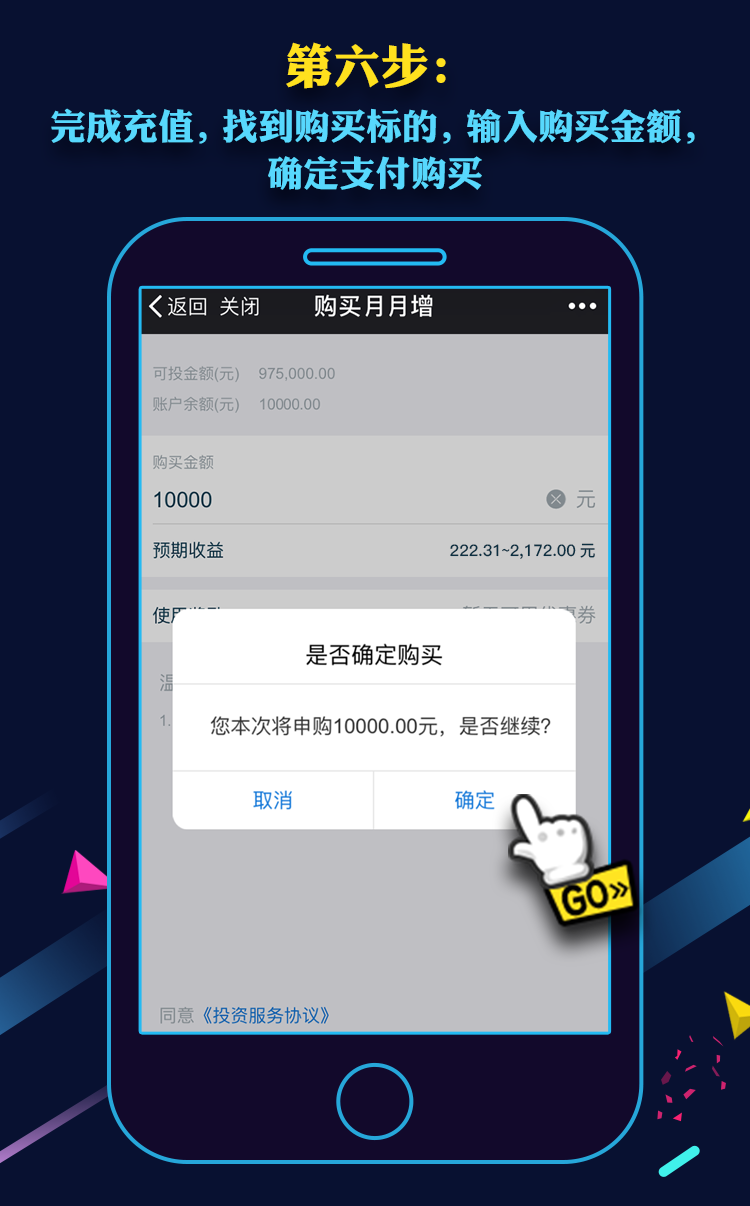 第六步：
完成充值，找到购买标的，输入购买金额，
确定支付购买
返回 关闭 购买月月增 •••
可投金额(元) 975,000.00
账户余额(元) 10000.00
购买金额
10000 元
预期收益 222.31~2,172.00 元
使用 券
是否确定购买
温
您本次将申购10000.00元，是否继续?
1.
取消 确定
GO»
同意《投资服务协议》